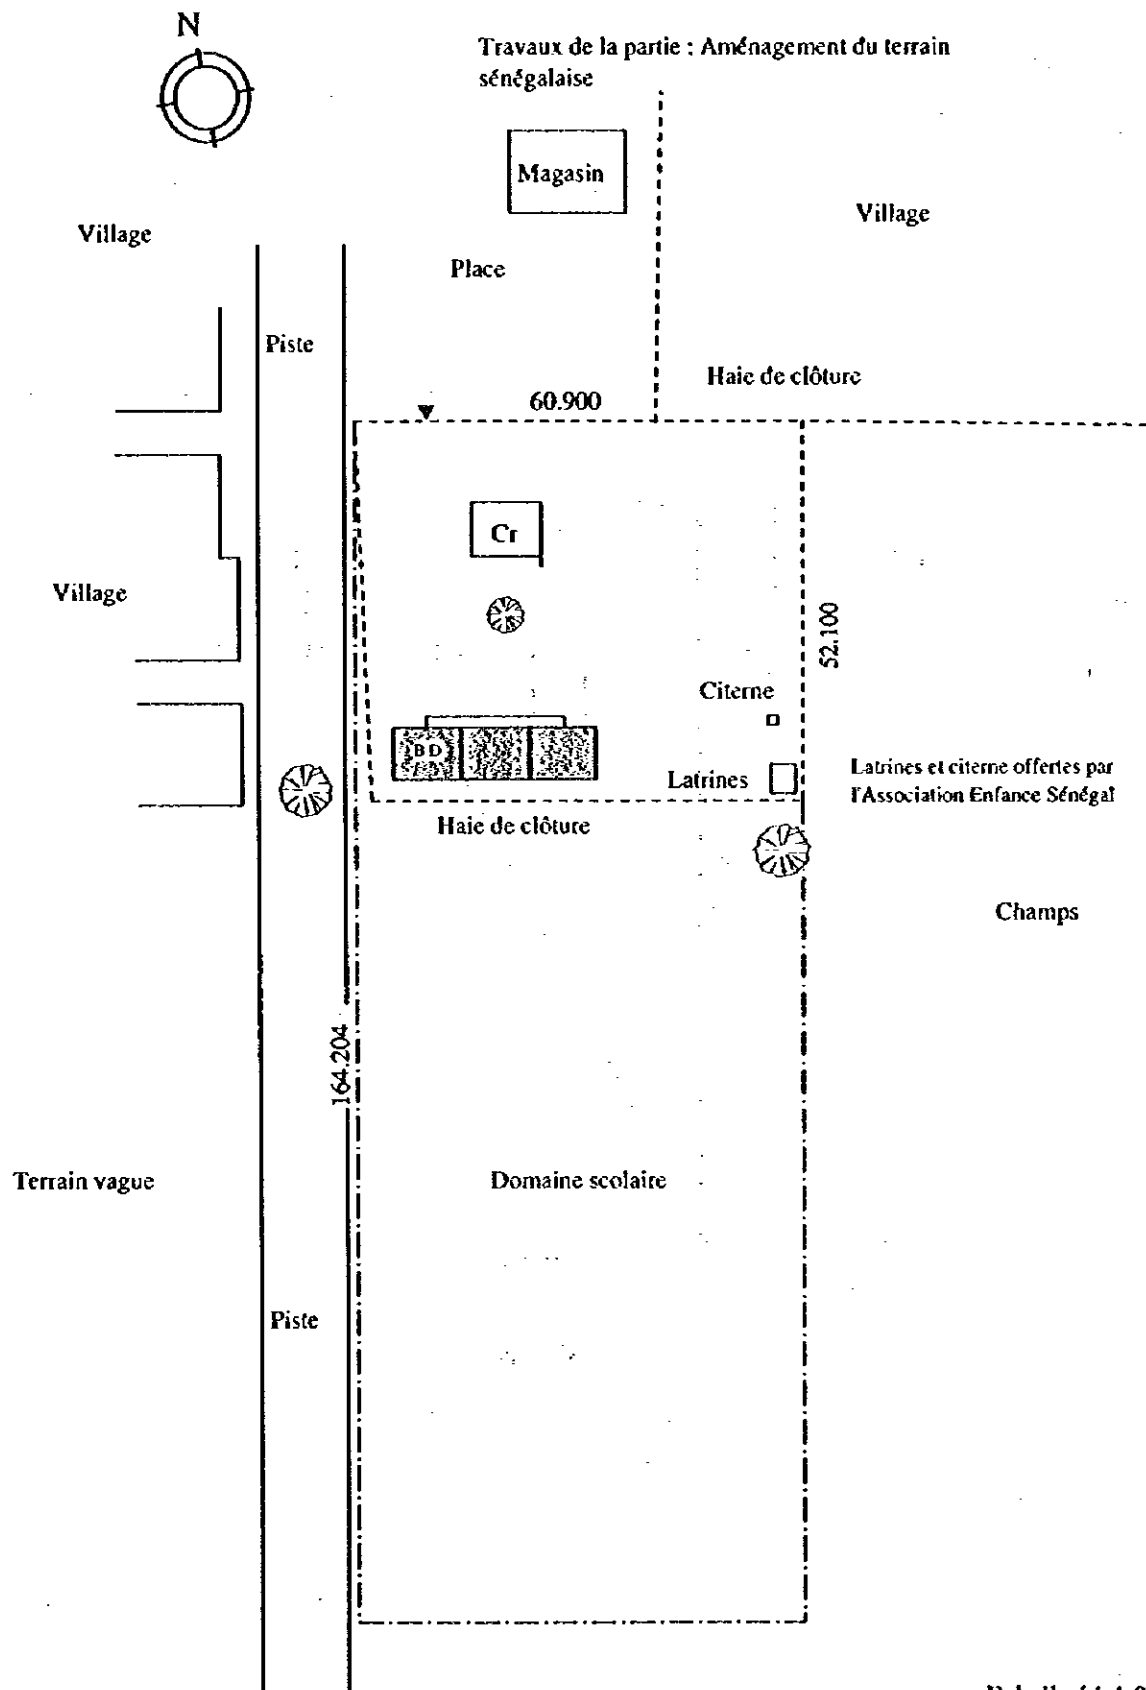 N
Travaux de la partie : Aménagement du terrain
sénégalaise
Magasin
Village
Village
Place
Piste
Haie de clôture
60.900
Cr
Village
52.100
Citerne
BD
Latrines
Latrines et citerne offertes par
l'Association Enfance Sénégal
Haie de clôture
Champs
164.204
Terrain vague
Domaine scolaire
Piste